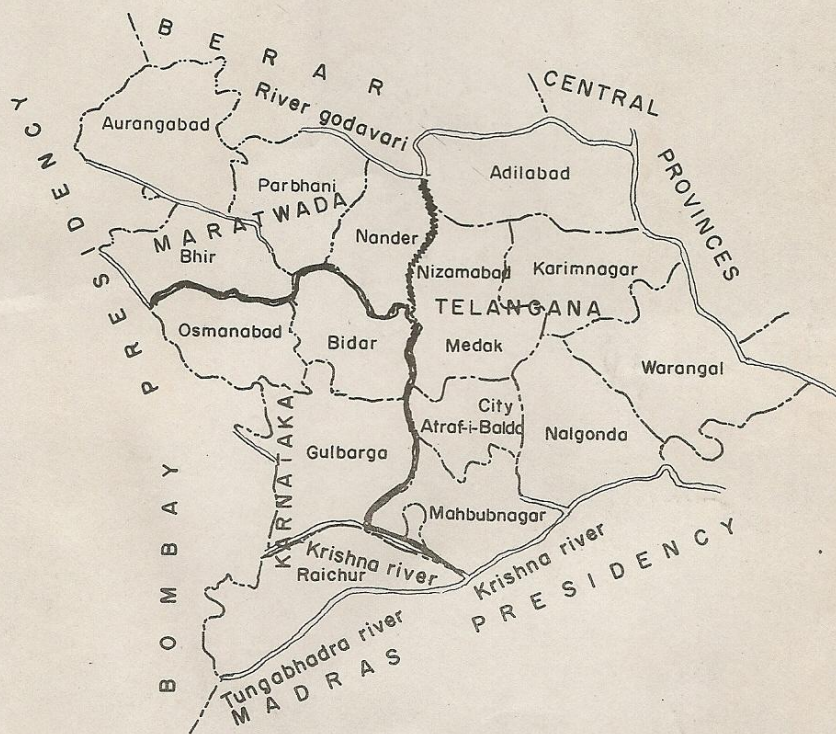 BERAR
River godavari
CENTRAL
PROVINCES
BOMBAY PRESIDENCY
Aurangabad
Parbhani
Adilabad
MARATWADA
Bhir
Nander
Nizamabad
Karimnagar
TELANGANA
Osmanabad
Bidar
Medak
Warangal
KARNATAKA
City
Atraf-i-Balda
Nalgonda
Gulbarga
Mahbubnagar
Krishna river
Raichur
Krishna river
Tungabhadra river
MADRAS PRESIDENCY